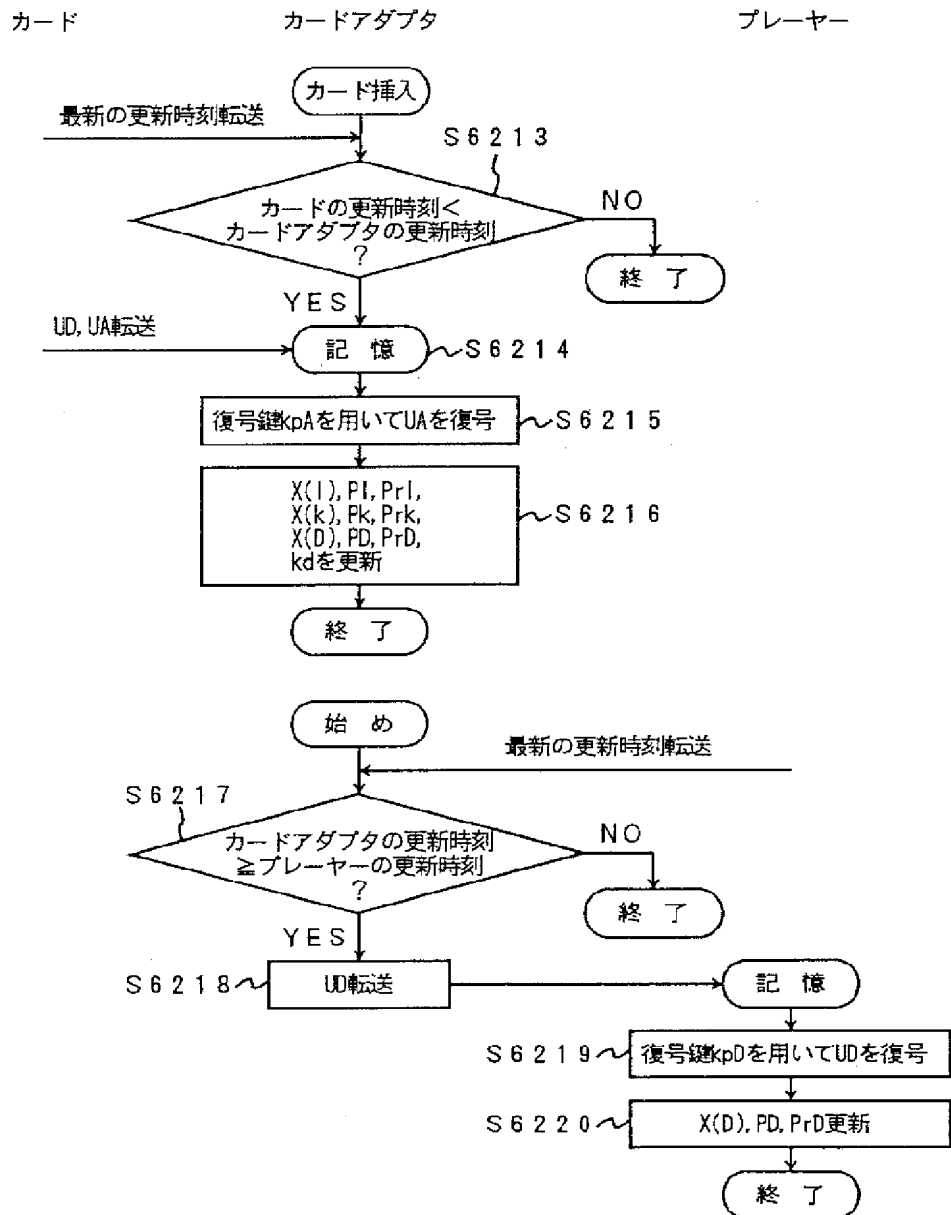 カード
カードアダプタ
プレーヤー
カード挿入
最新の更新時刻転送
S6213
カードの更新時刻<
カードアダプタの更新時刻
?
NO
終了
YES
UD, UA転送
記憶
S6214
復号鍵kpAを用いてUAを復号
S6215
X(I), PI, PrI,
X(k), Pk, Prk,
X(D), PD, PrD,
kdを更新
S6216
終了
始め
最新の更新時刻転送
S6217
カードアダプタの更新時刻
≧プレーヤーの更新時刻
?
NO
終了
YES
S6218
UD転送
記憶
S6219
復号鍵kpDを用いてUDを復号
S6220
X(D), PD, PrD更新
終了